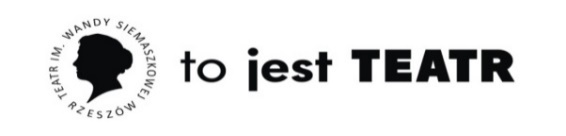 TEATR IM. WANDY SIEMASZKOWEJ
RZESZÓW
to jest TEATR